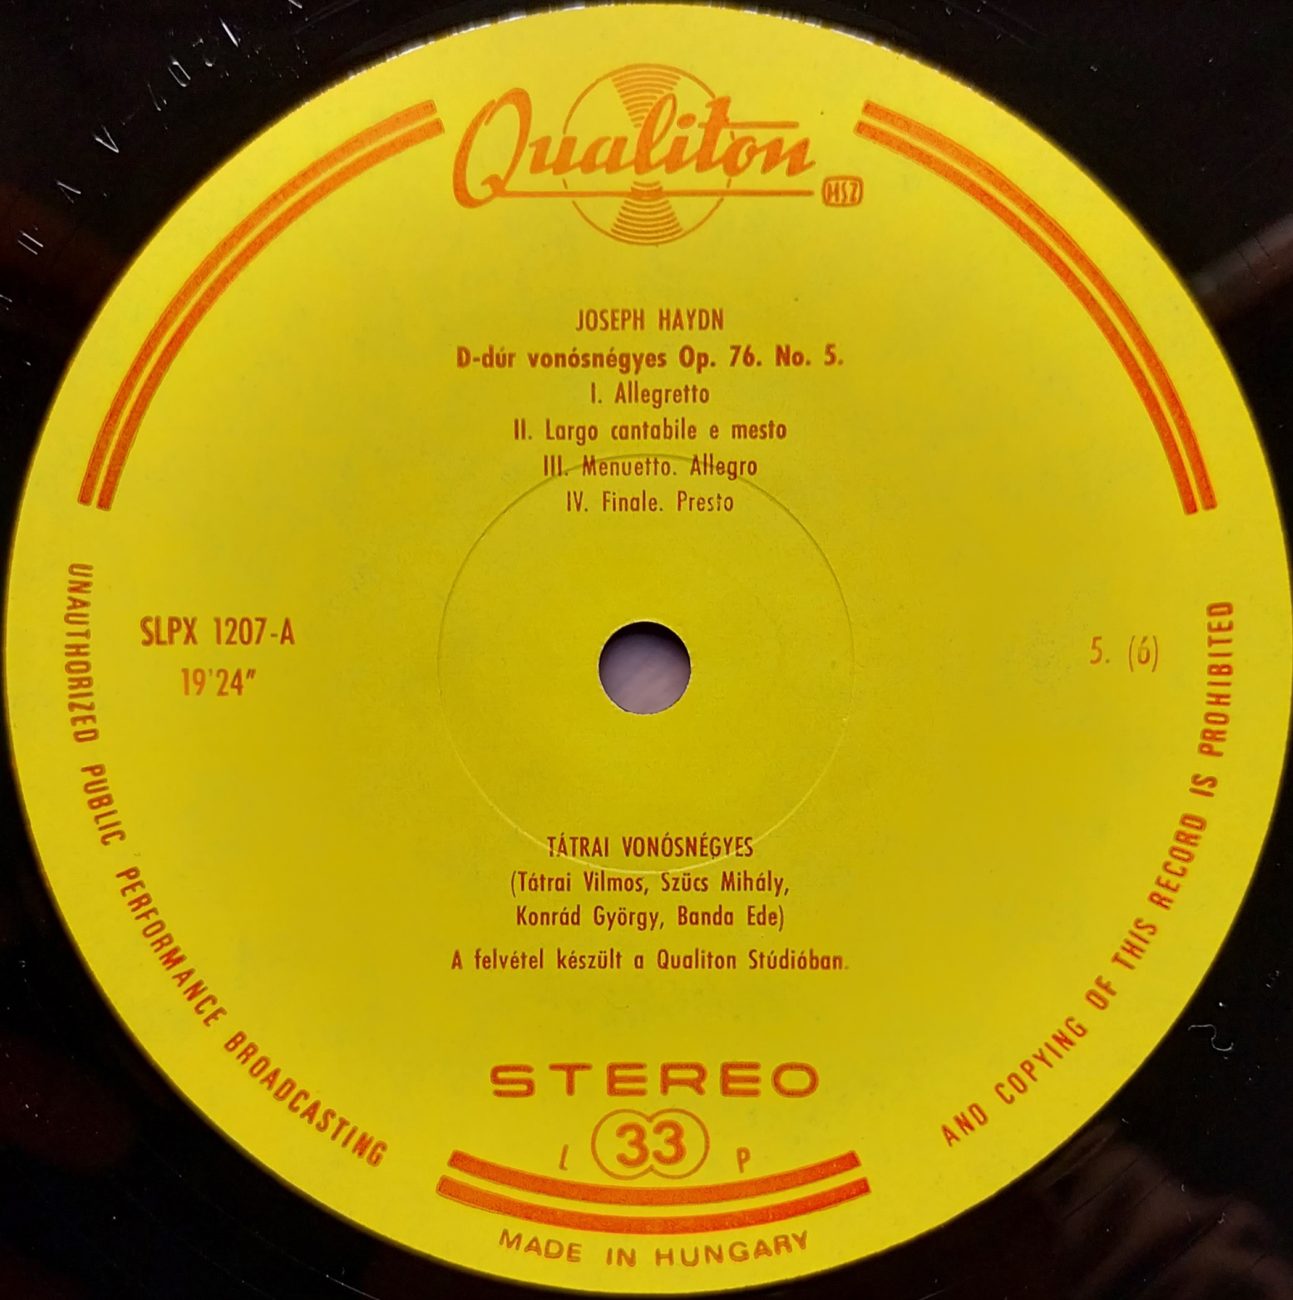 Qualiton
MSZ
JOSEPH HAYDN
D-dúr vonósnégyes Op. 76. No. 5.
I. Allegretto
II. Largo cantabile e mesto
III. Menuetto. Allegro
IV. Finale. Presto
SLPX 1207-A
19'24"
5. (6)
TÁTRAI VONÓSNÉGYES
(Tátrai Vilmos, Szűcs Mihály,
Konrád György, Banda Ede)
A felvétel készült a Qualiton Stúdióban.
STEREO
L 33 P
UNAUTHORIZED PUBLIC PERFORMANCE BROADCASTING
AND COPYING OF THIS RECORD IS PROHIBITED
MADE IN HUNGARY